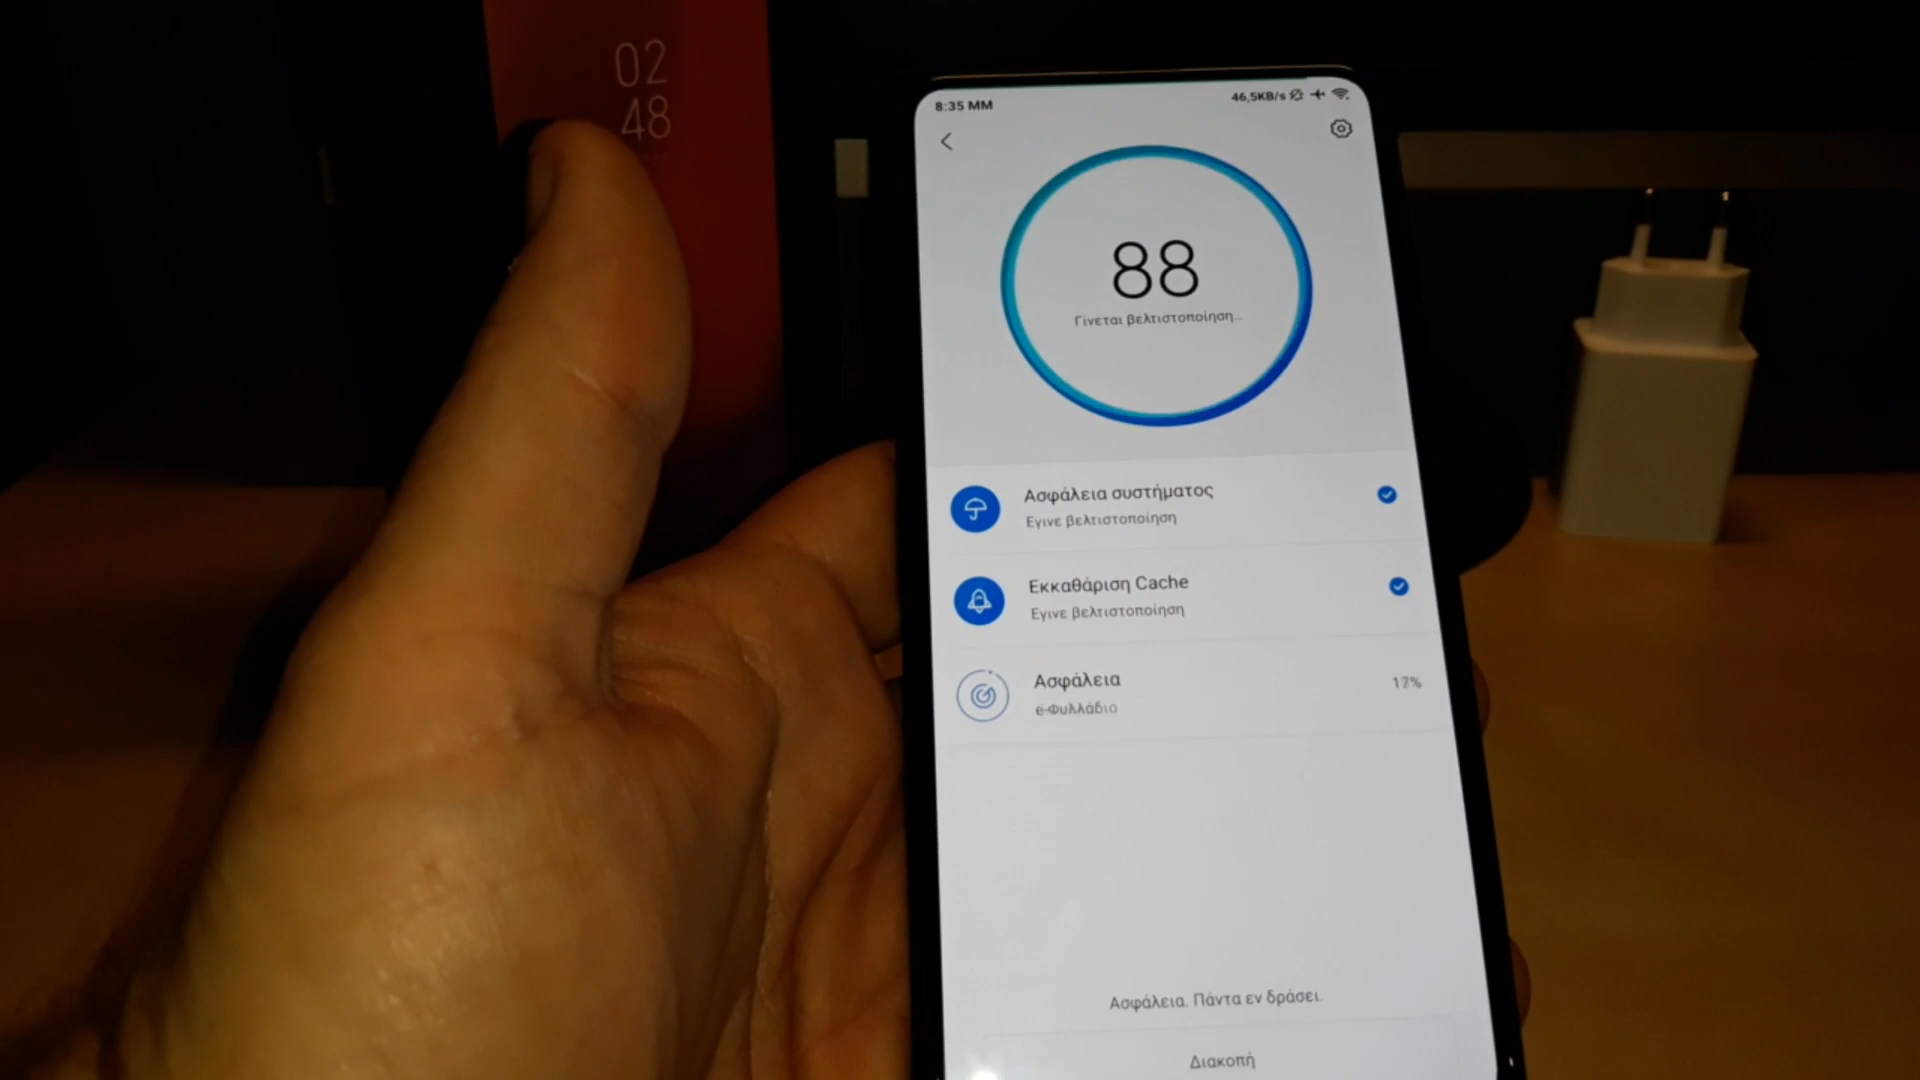 02
48
8:35 ΜΜ
46,5KB/s
88
Γίνεται βελτιστοποίηση...
Ασφάλεια συστήματος
Εγινε βελτιστοποίηση
Εκκαθάριση Cache
Εγινε βελτιστοποίηση
Ασφάλεια
e-Φυλλάδιο
Ασφάλεια. Πάντα εν δράσει.
Διακοπή